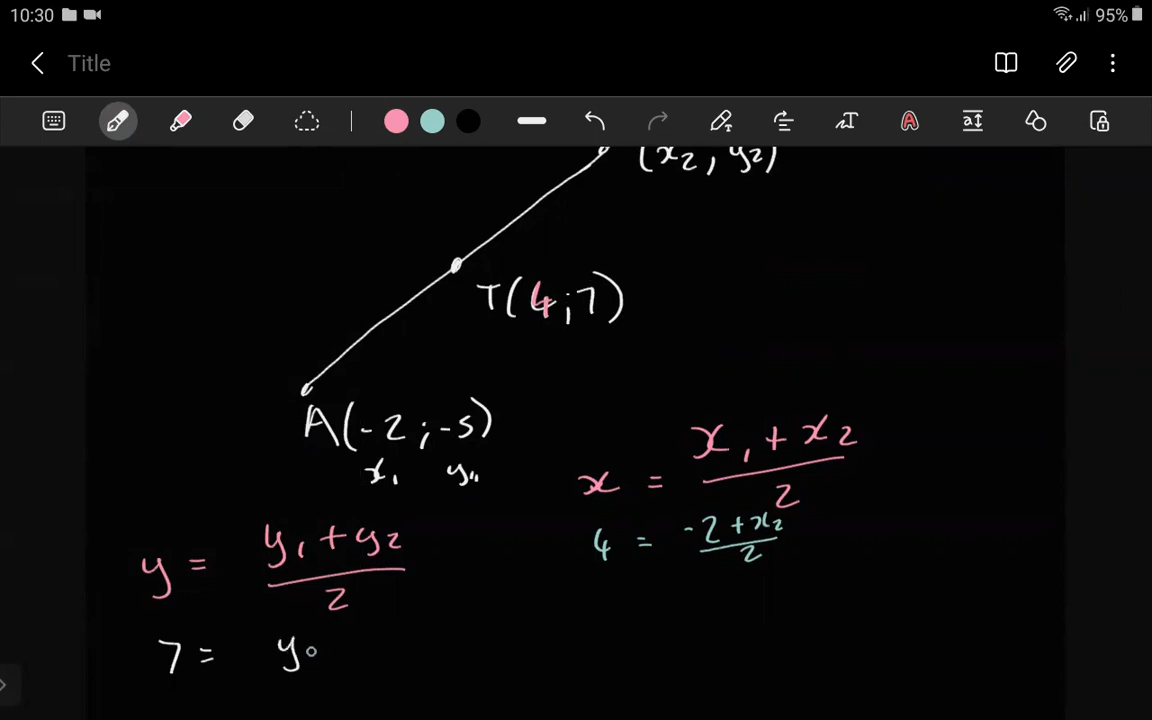 10:30 95%
Title
(x2, y2)
T(4;7)
A(-2;-5)
x1 y1
x = x1 + x2 / 2
4 = -2 + x2 / 2
y = y1 + y2 / 2
7 = y